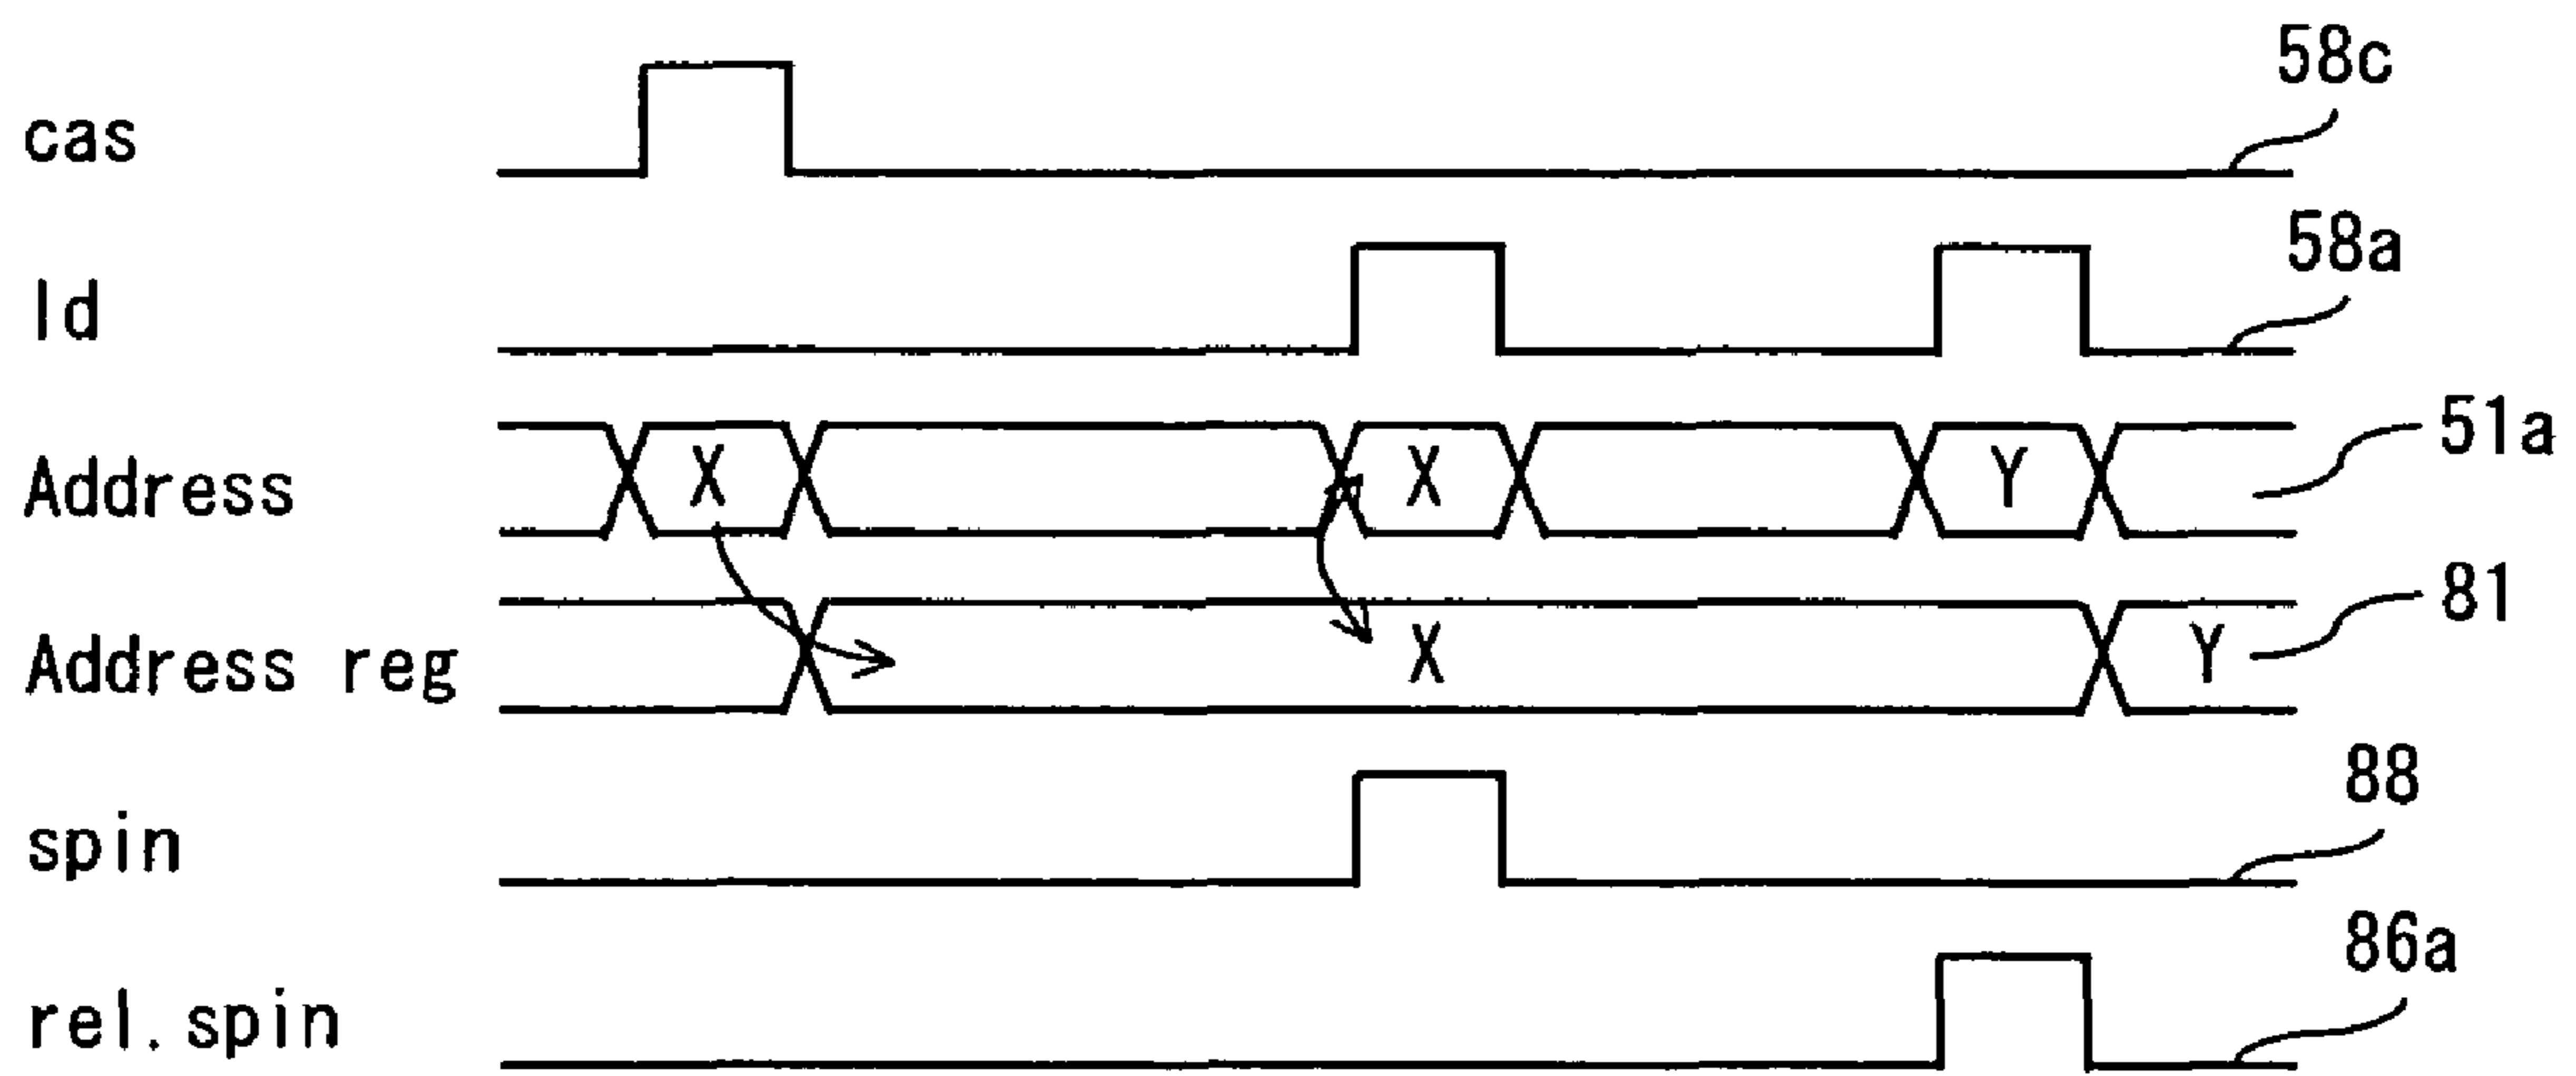 58c
cas
58a
ld
X X Y 51a
Address
81
Address reg X Y
88
spin
86a
rel.spin